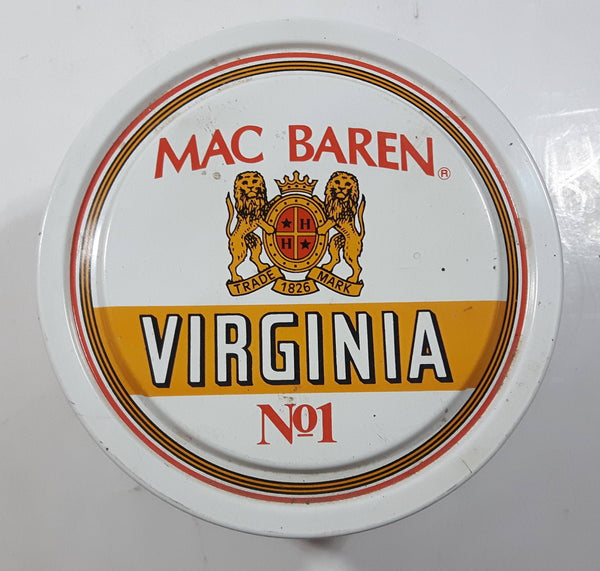 MAC BAREN®
★ H
H ★
TRADE 1826 MARK
VIRGINIA
Nº1